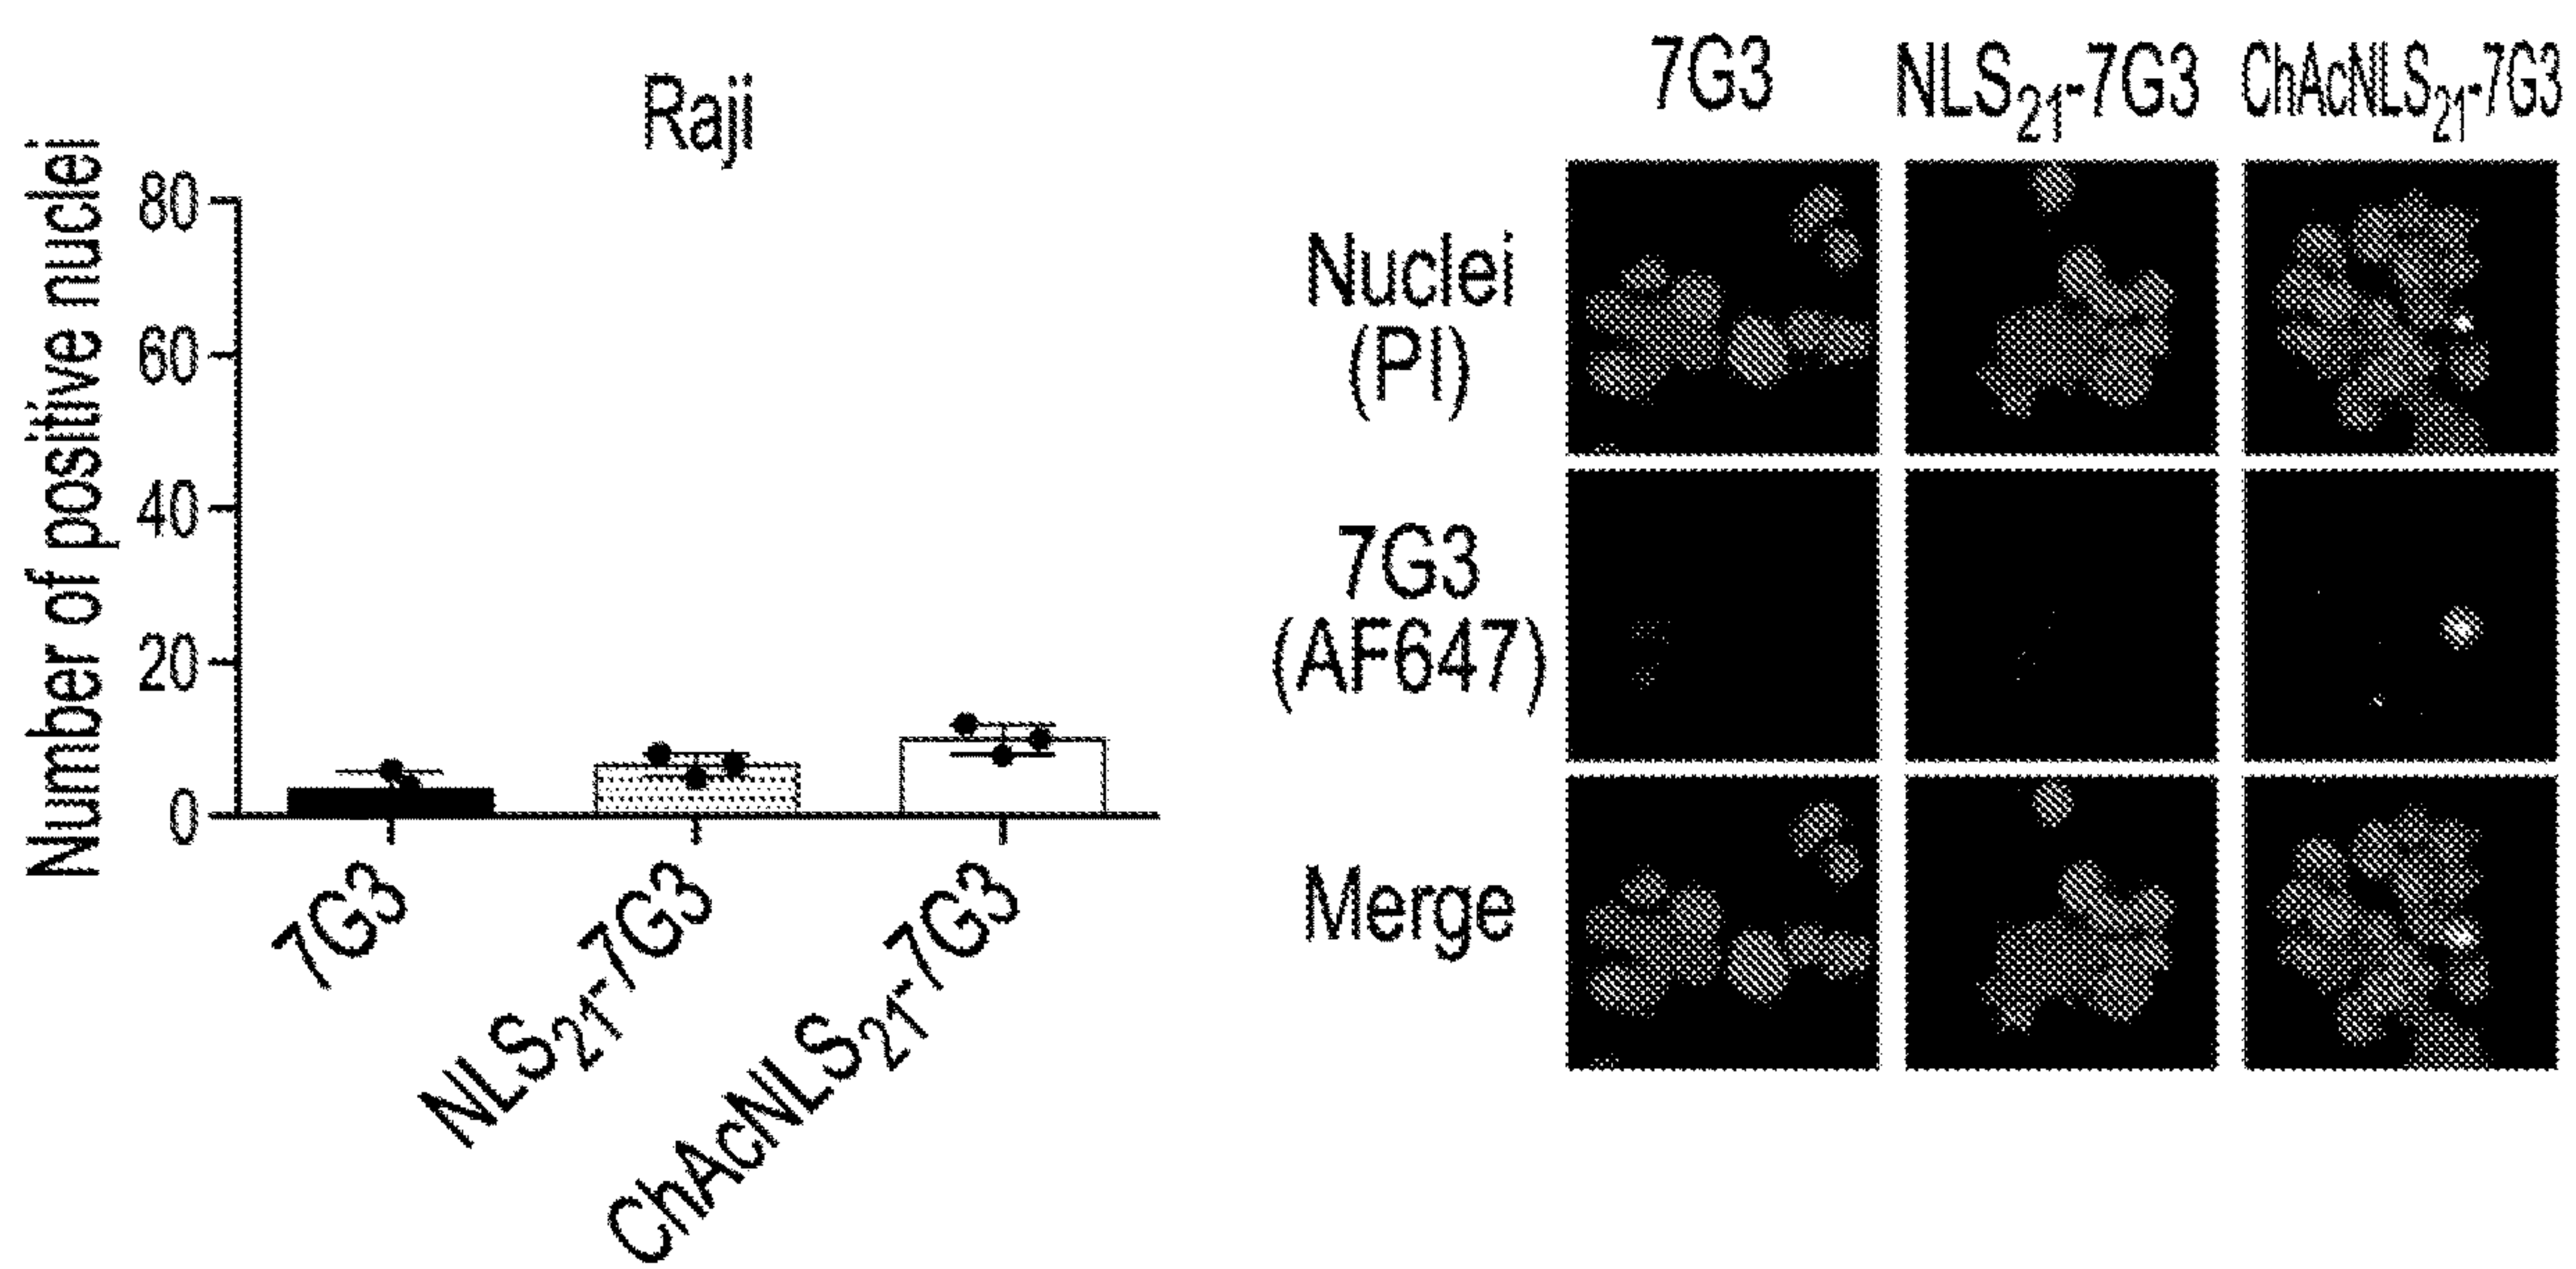 Raji
Number of positive nuclei
80
60
40
20
0
7G3
NLS21-7G3
ChAcNLS21-7G3
7G3
NLS21-7G3
ChAcNLS21-7G3
Nuclei
(PI)
7G3
(AF647)
Merge